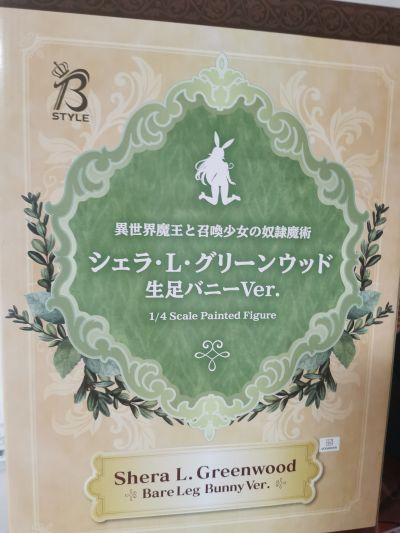 B
STYLE
異世界魔王と召喚少女の奴隷魔術
シェラ・L・グリーンウッド
生足バニーVer.
1/4 Scale Painted Figure
Shera L. Greenwood
Bare Leg Bunny Ver.